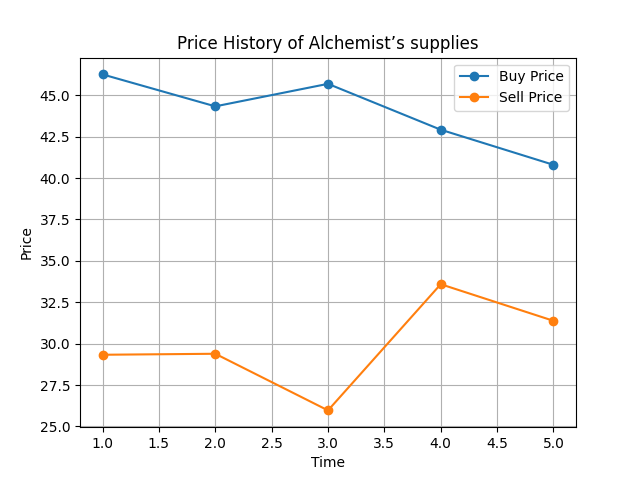 Price History of Alchemist’s supplies
Buy Price
Sell Price
45.0
42.5
40.0
37.5
35.0
32.5
30.0
27.5
25.0
Price
1.0 1.5 2.0 2.5 3.0 3.5 4.0 4.5 5.0
Time